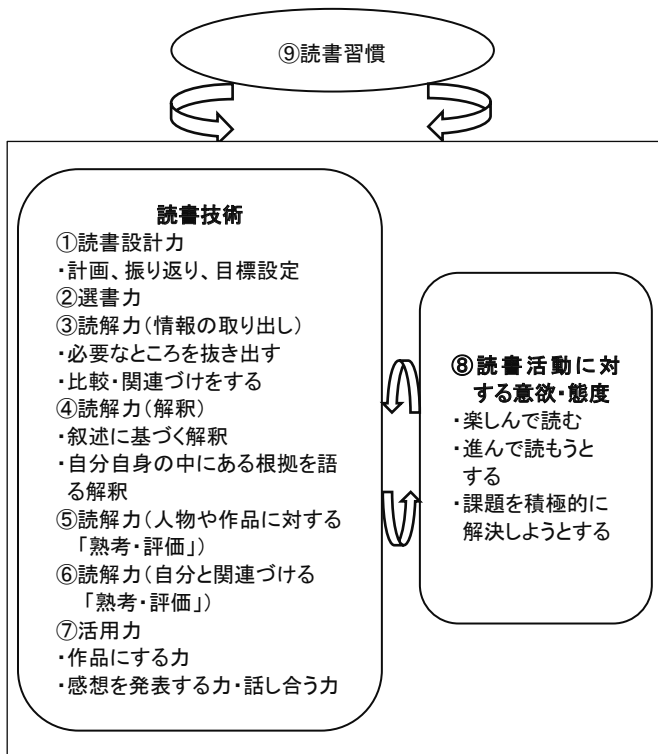 ⑨読書習慣
読書技術
①読書設計力
・計画、振り返り、目標設定
②選書力
③読解力（情報の取り出し）
・必要なところを抜き出す
・比較・関連づけをする
④読解力（解釈）
・叙述に基づく解釈
・自分自身の中にある根拠を語
る解釈
⑤読解力（人物や作品に対する
「熟考・評価」）
⑥読解力（自分と関連づける
「熟考・評価」）
⑦活用力
・作品にする力
・感想を発表する力・話し合う力
⑧読書活動に対
する意欲・態度
・楽しんで読む
・進んで読もうと
する
・課題を積極的に
解決しようとする